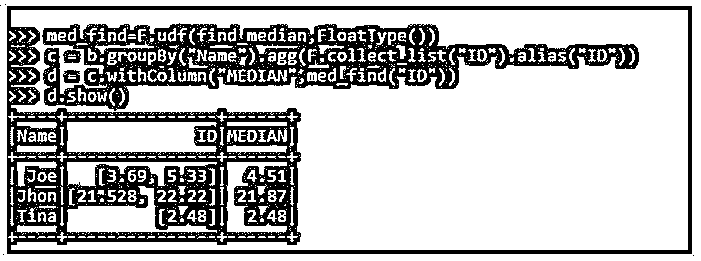 >>> med_find=F.udf(find_median,FloatType())
>>> c = b.groupBy("Name").agg(F.collect_list("ID").alias("ID"))
>>> d = c.withColumn("MEDIAN",med_find("ID"))
>>> d.show()
+----+---------------+------+
|Name| ID|MEDIAN|
+----+---------------+------+
| Joe| [3.69, 5.33]| 4.51|
|Jhon|[21.528, 22.22]| 21.87|
|Tina| [2.48]| 2.48|
+----+---------------+------+